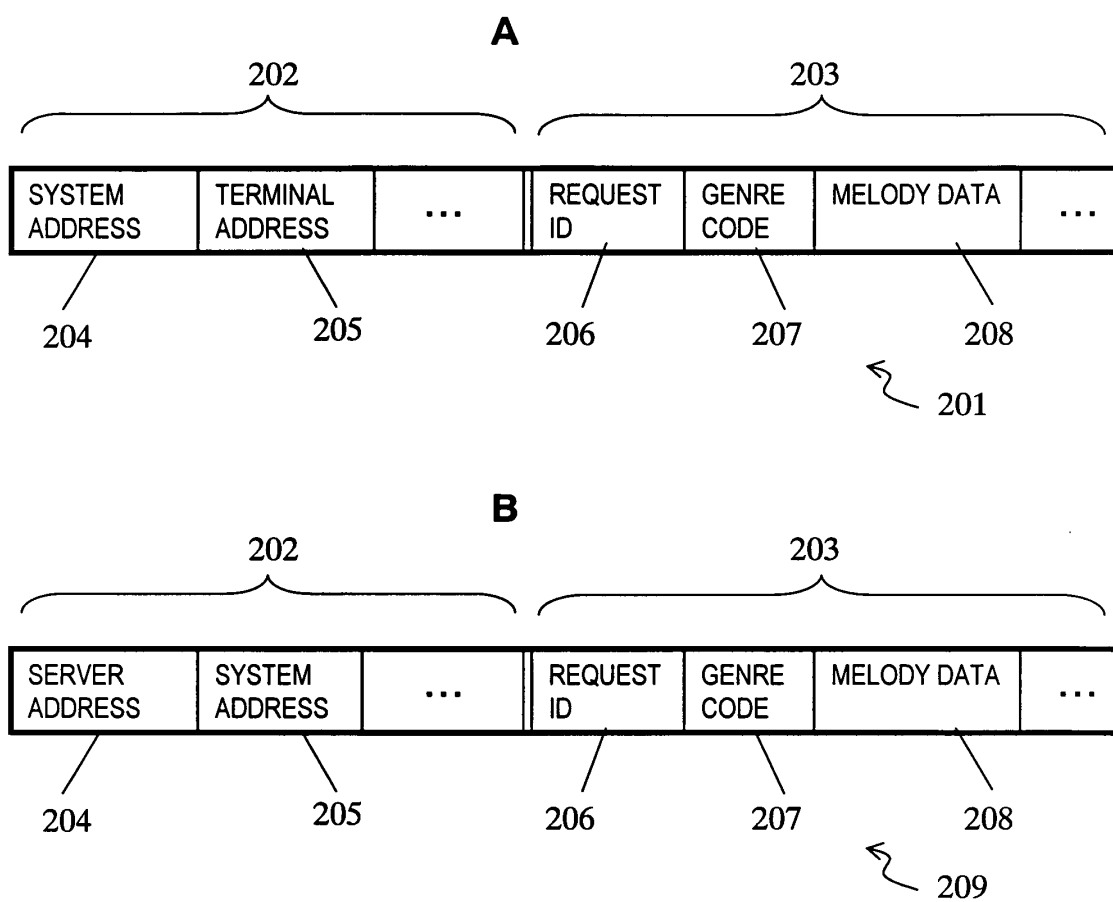 A
202 203
SYSTEM ADDRESS TERMINAL ADDRESS ... REQUEST ID GENRE CODE MELODY DATA ...
204 205 206 207 208
201
B
202 203
SERVER ADDRESS SYSTEM ADDRESS ... REQUEST ID GENRE CODE MELODY DATA ...
204 205 206 207 208
209